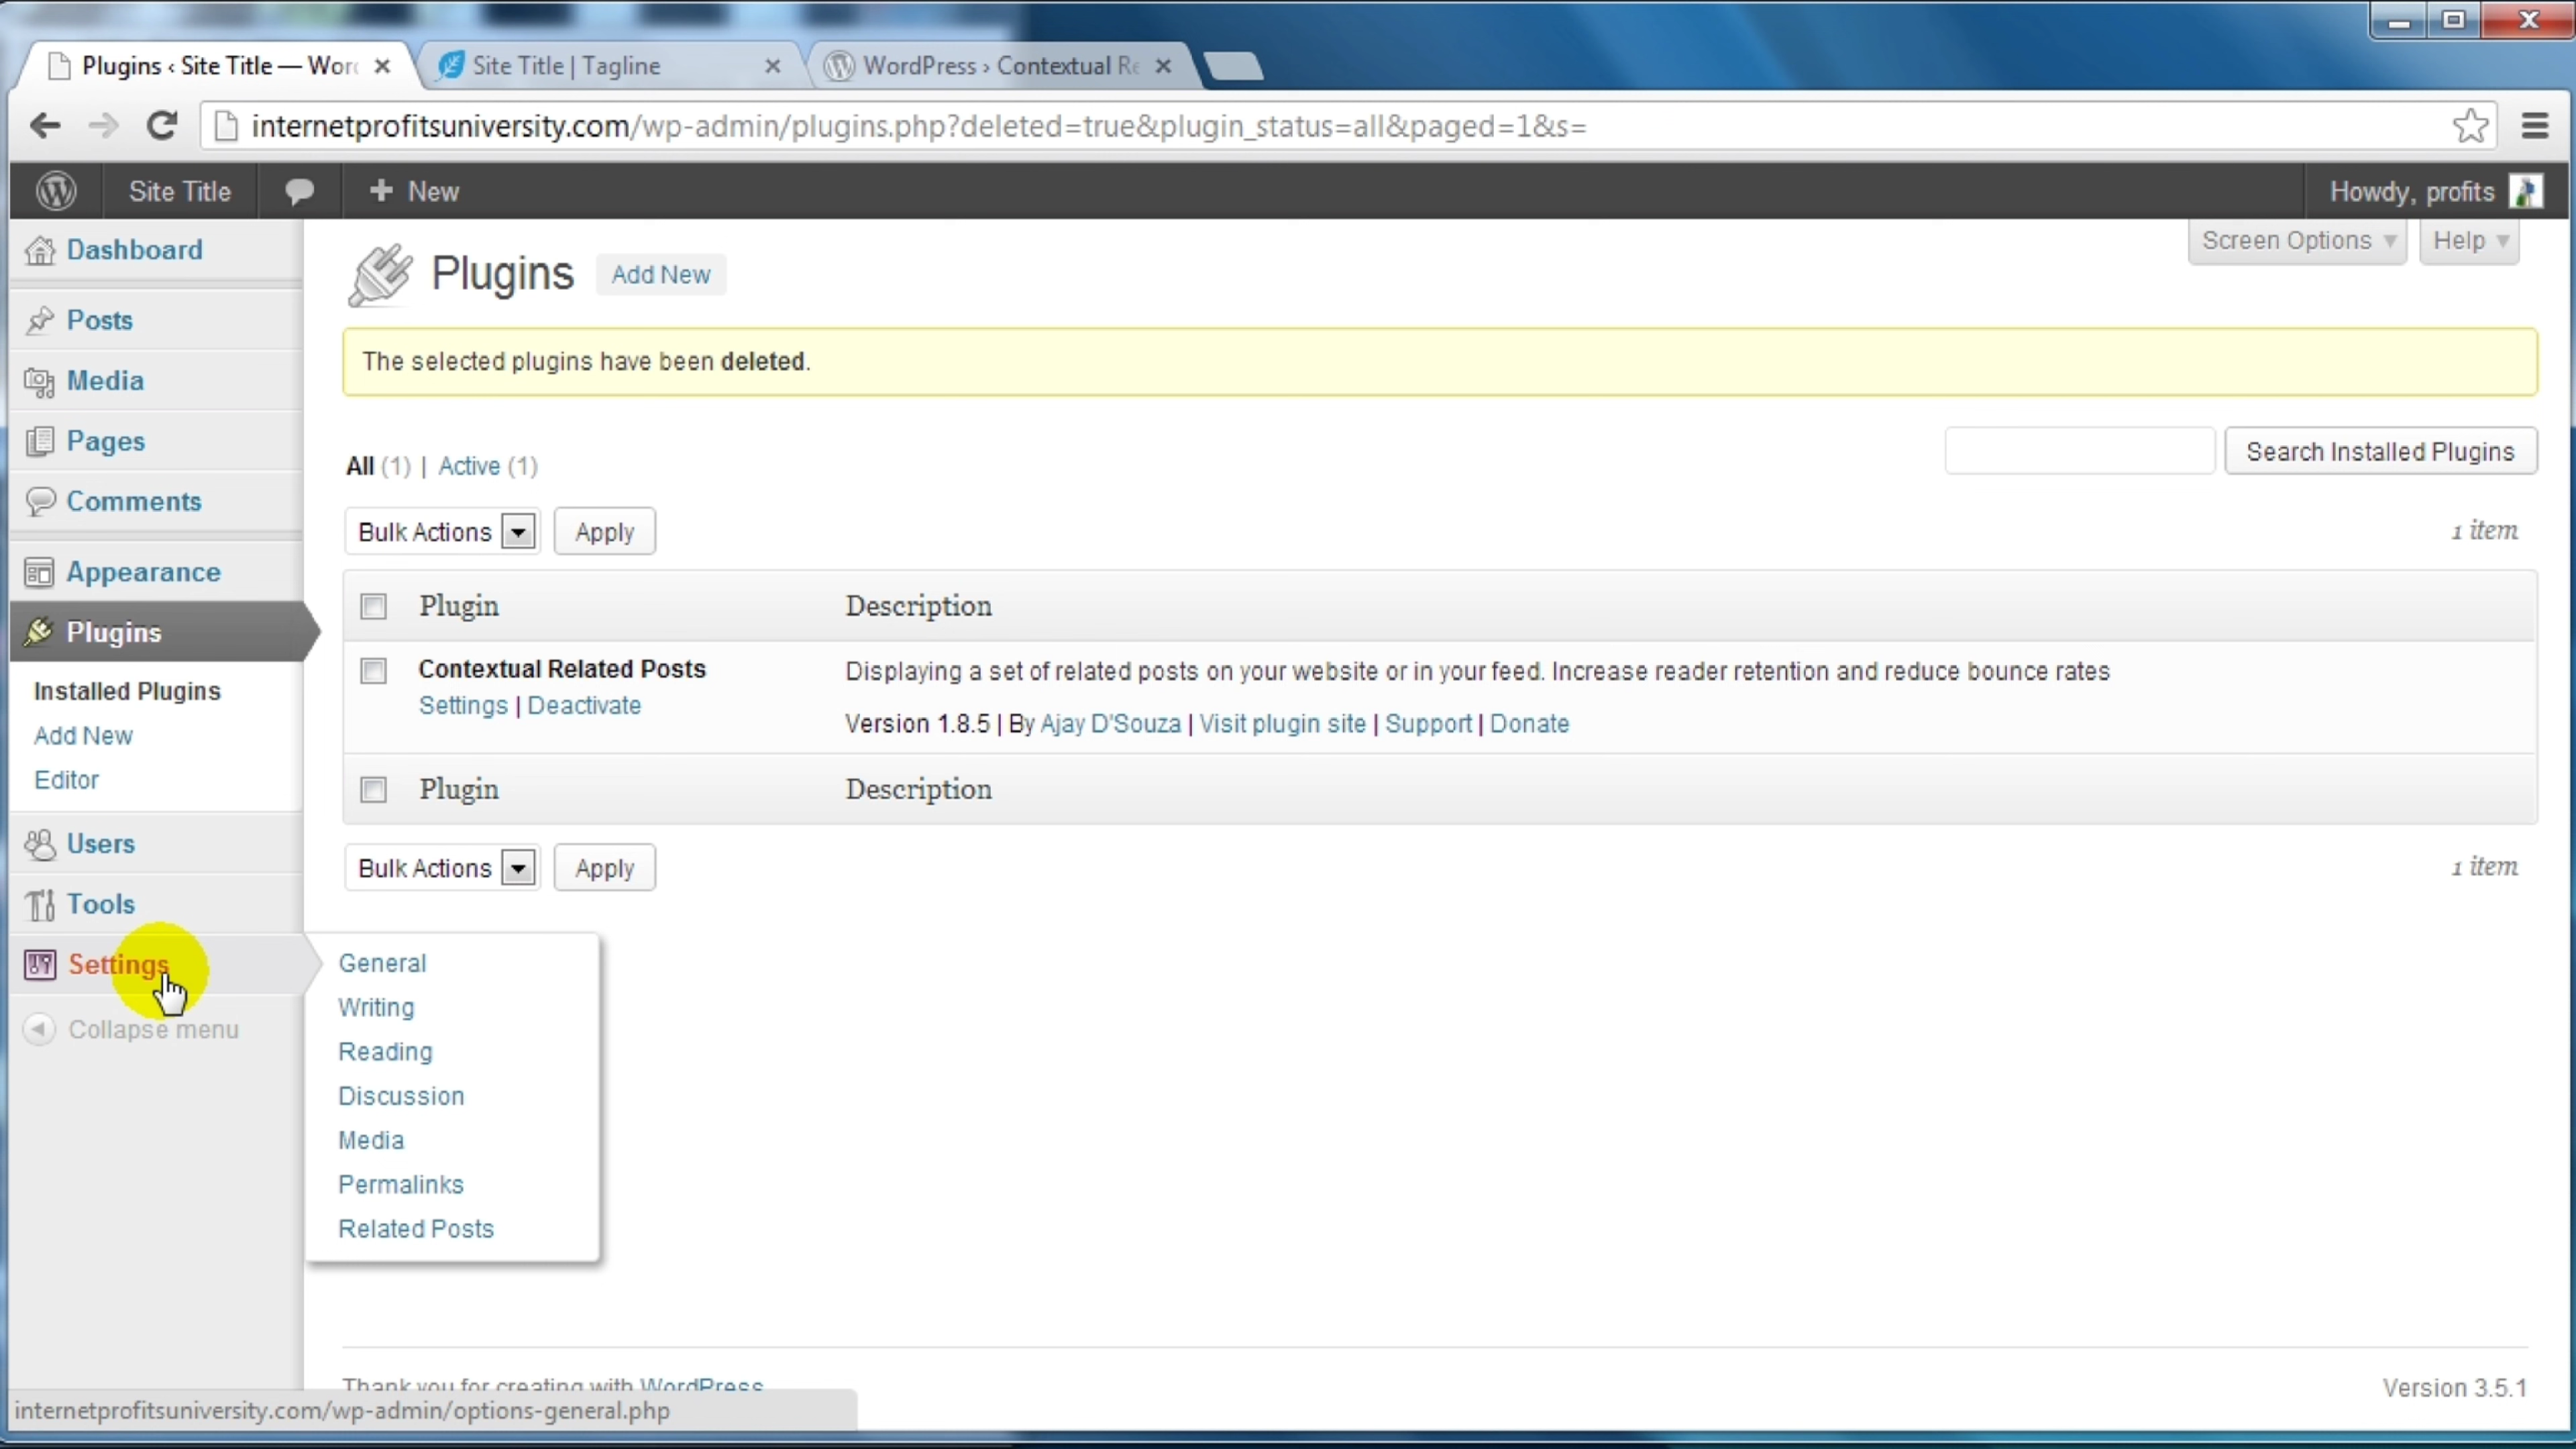 Plugins ‹ Site Title — Wor
Site Title | Tagline
WordPress › Contextual Re
internetprofitsuniversity.com/wp-admin/plugins.php?deleted=true&plugin_status=all&paged=1&s=
Site Title
+ New
Howdy, profits
Dashboard
Posts
Media
Pages
Comments
Appearance
Plugins
Installed Plugins
Add New
Editor
Users
Tools
Settings
Collapse menu
Screen Options
Help
Plugins Add New
The selected plugins have been deleted.
All (1) | Active (1)
Search Installed Plugins
Bulk Actions Apply
1 item
Plugin Description
Contextual Related Posts
Settings | Deactivate
Displaying a set of related posts on your website or in your feed. Increase reader retention and reduce bounce rates
Version 1.8.5 | By Ajay D'Souza | Visit plugin site | Support | Donate
Plugin Description
Bulk Actions Apply
1 item
General
Writing
Reading
Discussion
Media
Permalinks
Related Posts
Thank you for creating with WordPress
Version 3.5.1
internetprofitsuniversity.com/wp-admin/options-general.php